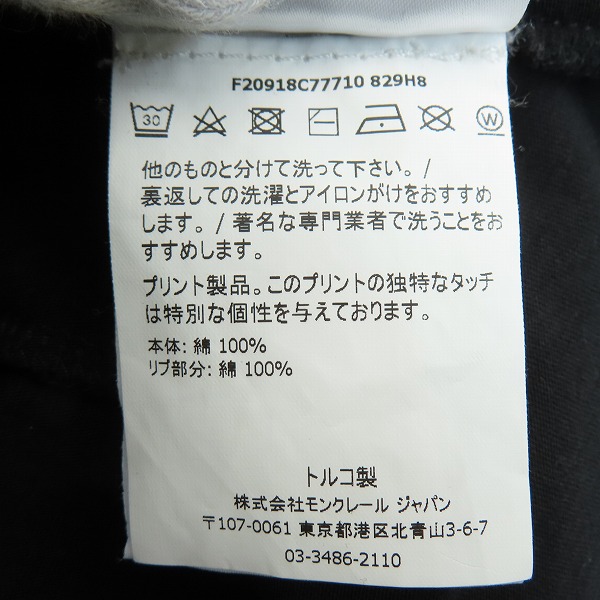 F20918C77710 829H8
30 W
他のものと分けて洗って下さい。/
裏返しての洗濯とアイロンがけをおすすめ
します。/ 著名な専門業者で洗うことをお
すすめします。
プリント製品。このプリントの独特なタッチ
は特別な個性を与えております。
本体: 綿 100%
リブ部分: 綿 100%
トルコ製
株式会社モンクレール ジャパン
〒107-0061 東京都港区北青山3-6-7
03-3486-2110